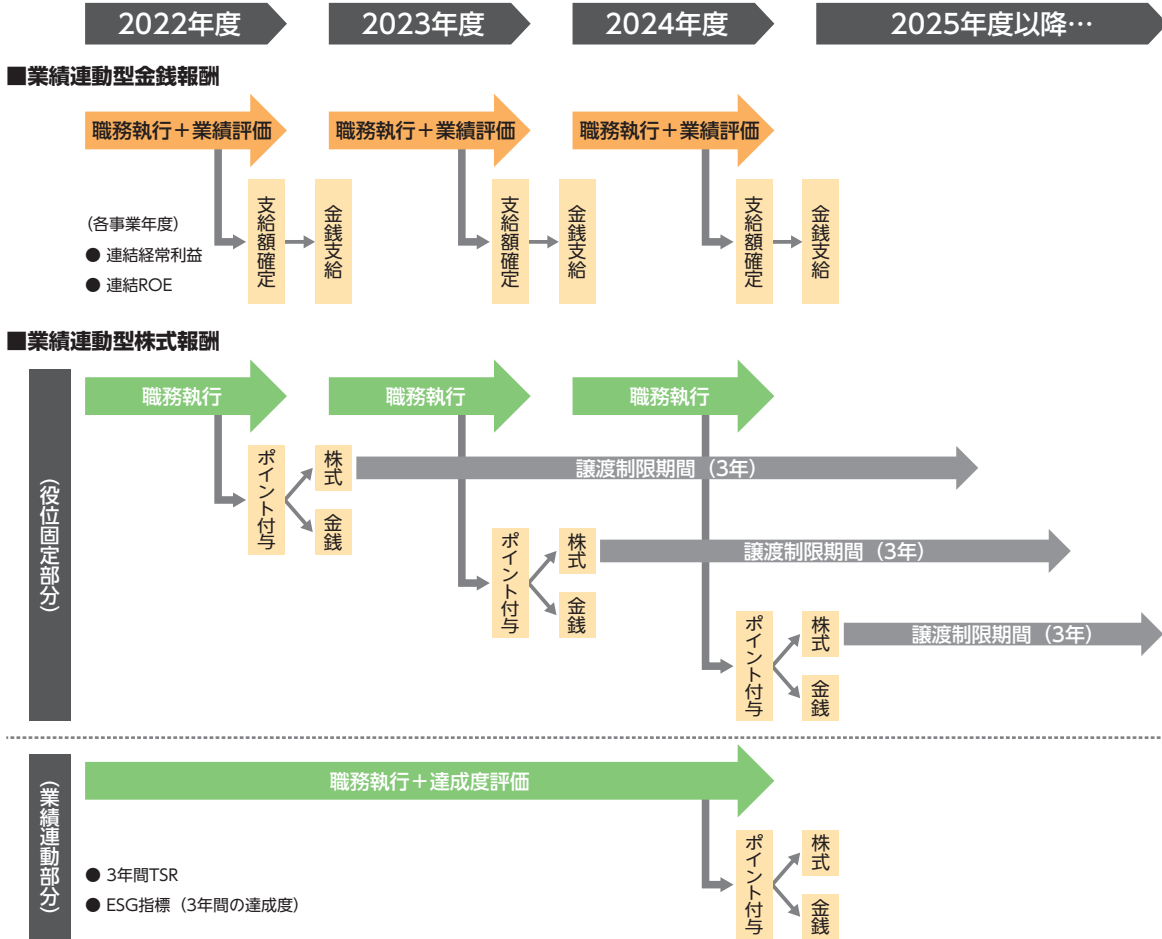 2022年度
2023年度
2024年度
2025年度以降…
■業績連動型金銭報酬
職務執行＋業績評価
職務執行＋業績評価
職務執行＋業績評価
(各事業年度)
● 連結経常利益
● 連結ROE
支給額確定
金銭支給
支給額確定
金銭支給
支給額確定
金銭支給
■業績連動型株式報酬
(役位固定部分)
職務執行
職務執行
職務執行
ポイント付与
株式
金銭
譲渡制限期間（3年）
ポイント付与
株式
金銭
譲渡制限期間（3年）
ポイント付与
株式
金銭
譲渡制限期間（3年）
(業績連動部分)
職務執行＋達成度評価
● 3年間TSR
● ESG指標（3年間の達成度）
ポイント付与
株式
金銭